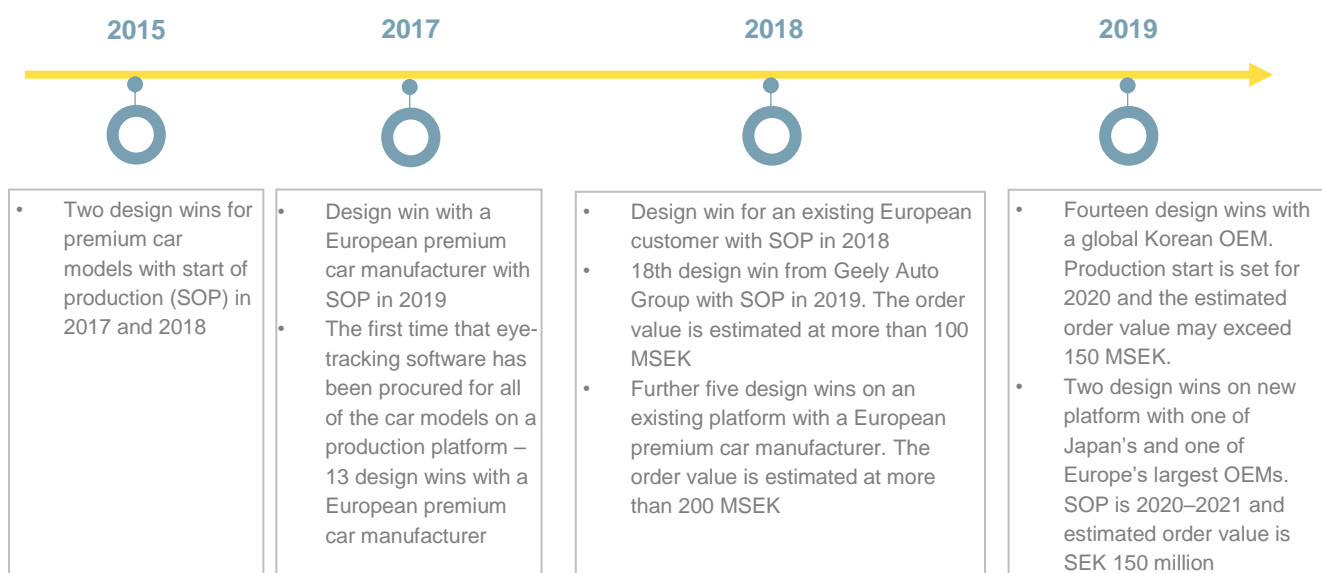 2015
2017
2018
2019
• Two design wins for
premium car
models with start of
production (SOP) in
2017 and 2018
• Design win with a
European premium
car manufacturer with
SOP in 2019
• The first time that eye-
tracking software has
been procured for all
of the car models on a
production platform –
13 design wins with a
European premium
car manufacturer
• Design win for an existing European
customer with SOP in 2018
• 18th design win from Geely Auto
Group with SOP in 2019. The order
value is estimated at more than 100
MSEK
• Further five design wins on an
existing platform with a European
premium car manufacturer. The
order value is estimated at more
than 200 MSEK
• Fourteen design wins with
a global Korean OEM.
Production start is set for
2020 and the estimated
order value may exceed
150 MSEK.
• Two design wins on new
platform with one of
Japan's and one of
Europe's largest OEMs.
SOP is 2020–2021 and
estimated order value is
SEK 150 million